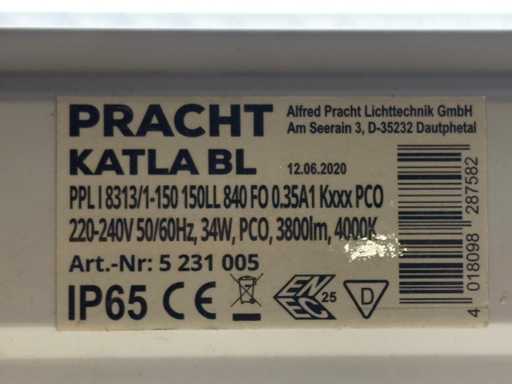 PRACHT
Alfred Pracht Lichttechnik GmbH
Am Seerain 3, D-35232 Dautphetal
KATLA BL
12.06.2020
PPL I 8313/1-150 150LL 840 FO 0.35A1 Kxxx PCO
220-240V 50/60Hz, 34W, PCO, 3800lm, 4000K
Art.-Nr: 5 231 005
IP65 CE
EN
EC
25
D
4 018098 287582